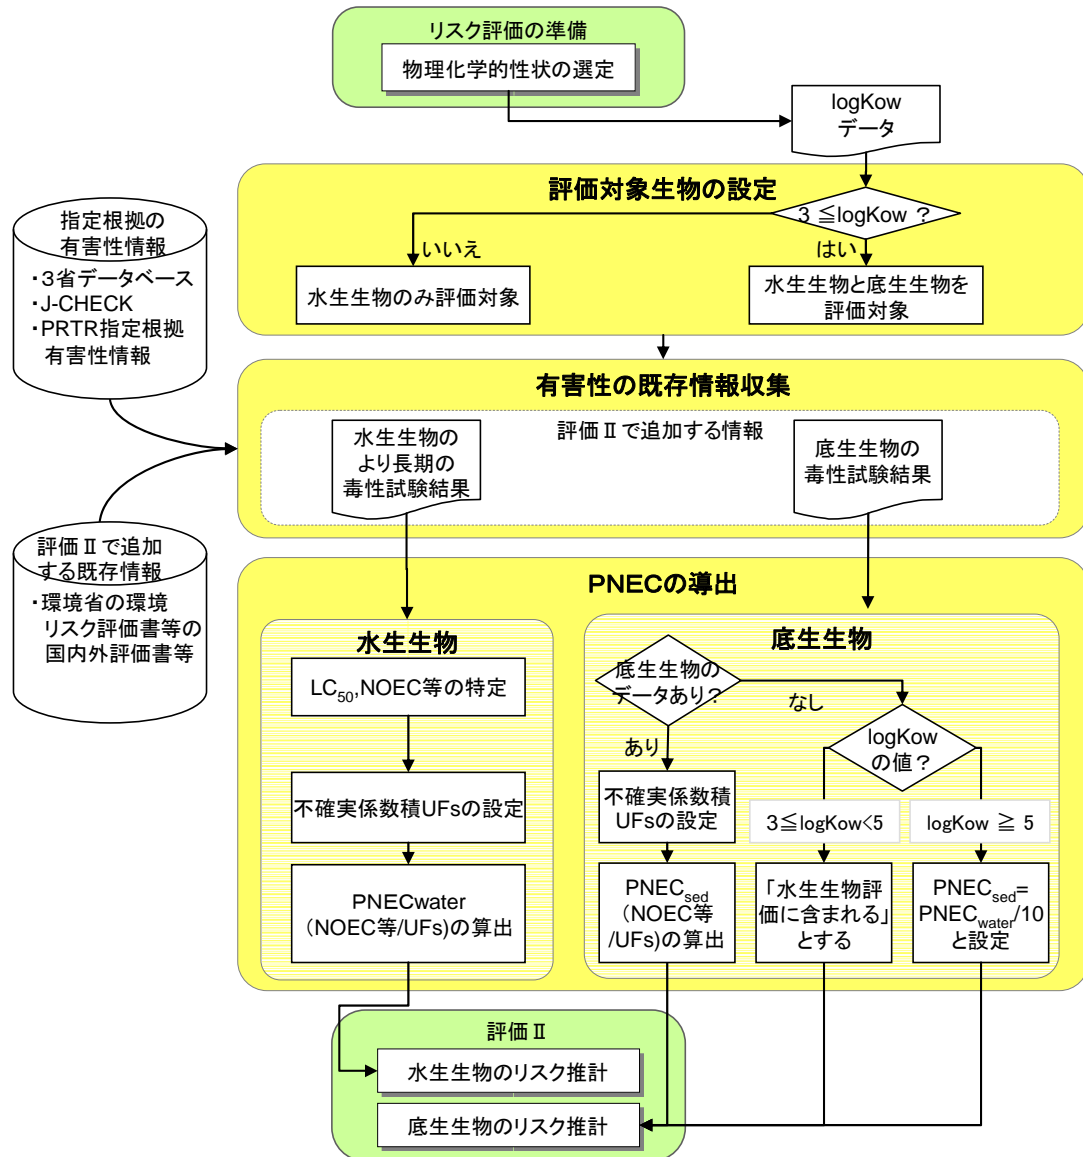 リスク評価の準備
物理化学的性状の選定
logKow
データ
評価対象生物の設定
3 ≦logKow ？
いいえ
はい
水生生物のみ評価対象
水生生物と底生生物を
評価対象
指定根拠の
有害性情報
・３省データベース
・J-CHECK
・PRTR指定根拠
有害性情報
有害性の既存情報収集
評価Ⅱで追加する情報
水生生物の
より長期の
毒性試験結果
底生生物の
毒性試験結果
評価Ⅱで追加
する既存情報
・環境省の環境
リスク評価書等の
国内外評価書等
PNECの導出
水生生物
LC50,NOEC等の特定
不確実係数積UFsの設定
PNECwater
（NOEC等/UFs)の算出
底生生物
底生生物の
データあり？
なし
あり
logKow
の値？
不確実係数積
UFsの設定
3≦logKow<5
logKow ≧ 5
PNECsed
（NOEC等
/UFs)の算出
「水生生物評
価に含まれる」
とする
PNECsed=
PNECwater/10
と設定
評価Ⅱ
水生生物のリスク推計
底生生物のリスク推計